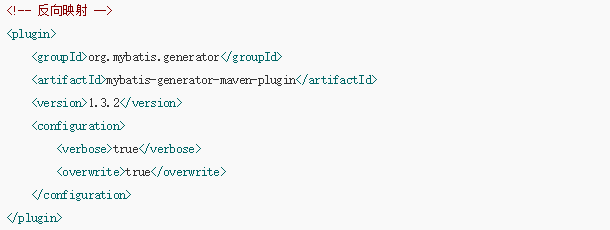 <!-- 反向映射 -->
<plugin>
    <groupId>org.mybatis.generator</groupId>
    <artifactId>mybatis-generator-maven-plugin</artifactId>
    <version>1.3.2</version>
    <configuration>
        <verbose>true</verbose>
        <overwrite>true</overwrite>
    </configuration>
</plugin>